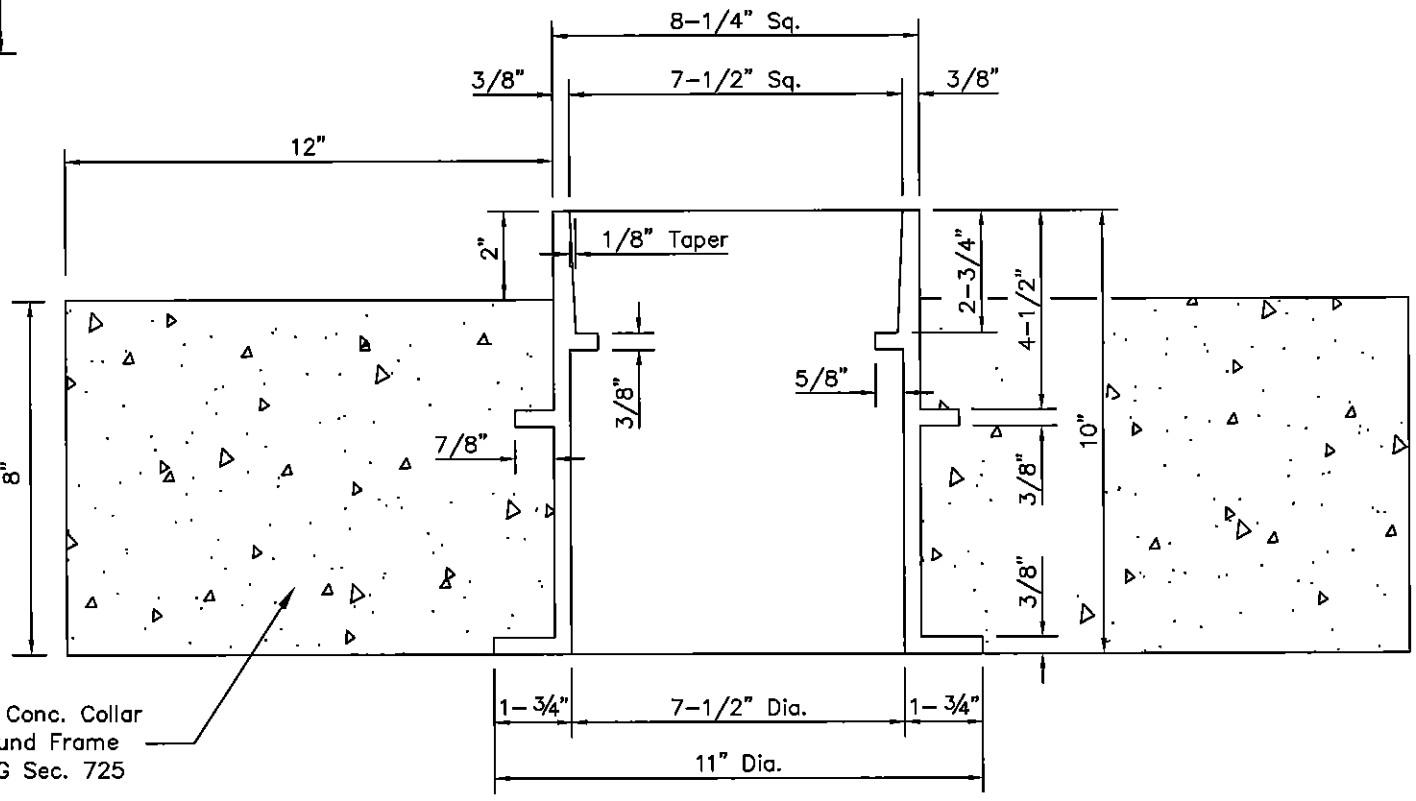 8-1/4" Sq.
3/8"
7-1/2" Sq.
3/8"
12"
2"
1/8" Taper
2-3/4"
4-1/2"
3/8"
5/8"
10"
7/8"
8"
3/8"
3/8"
1-3/4"
7-1/2" Dia.
1-3/4"
11" Dia.
Conc. Collar
und Frame
G Sec. 725